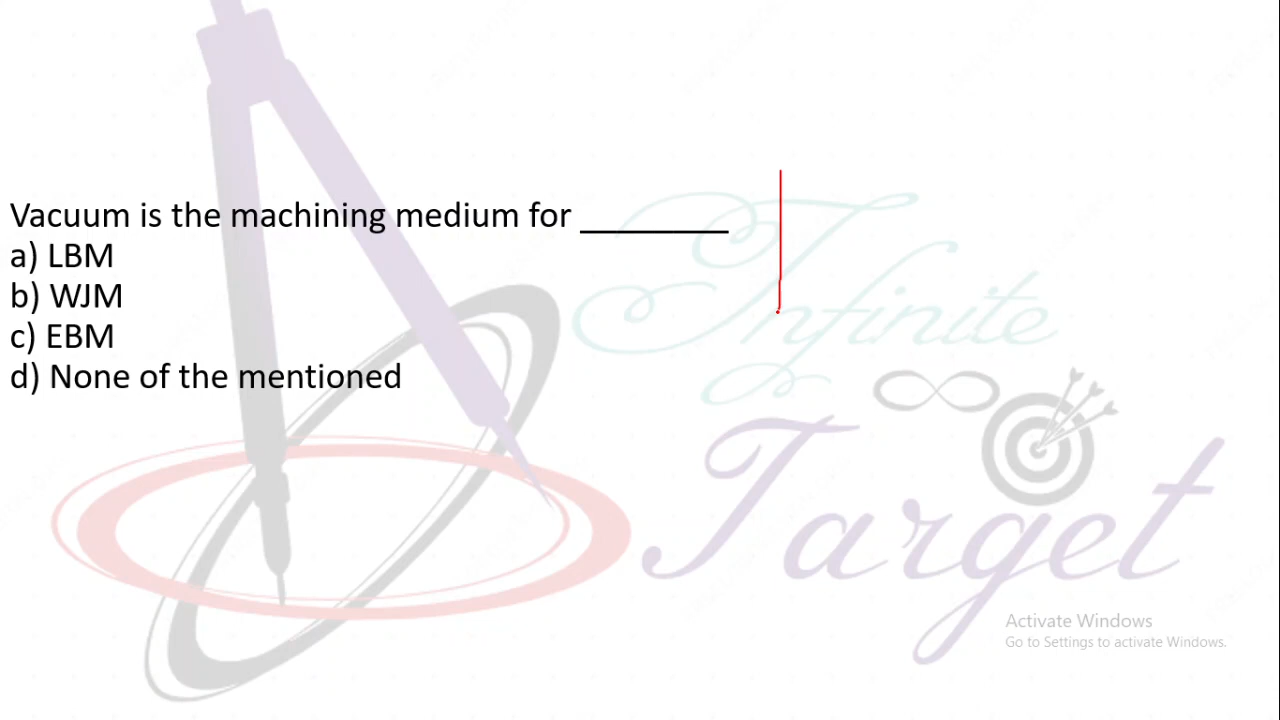 Vacuum is the machining medium for _________
a) LBM
b) WJM
c) EBM
d) None of the mentioned
Infinite
Target
Activate Windows
Go to Settings to activate Windows.